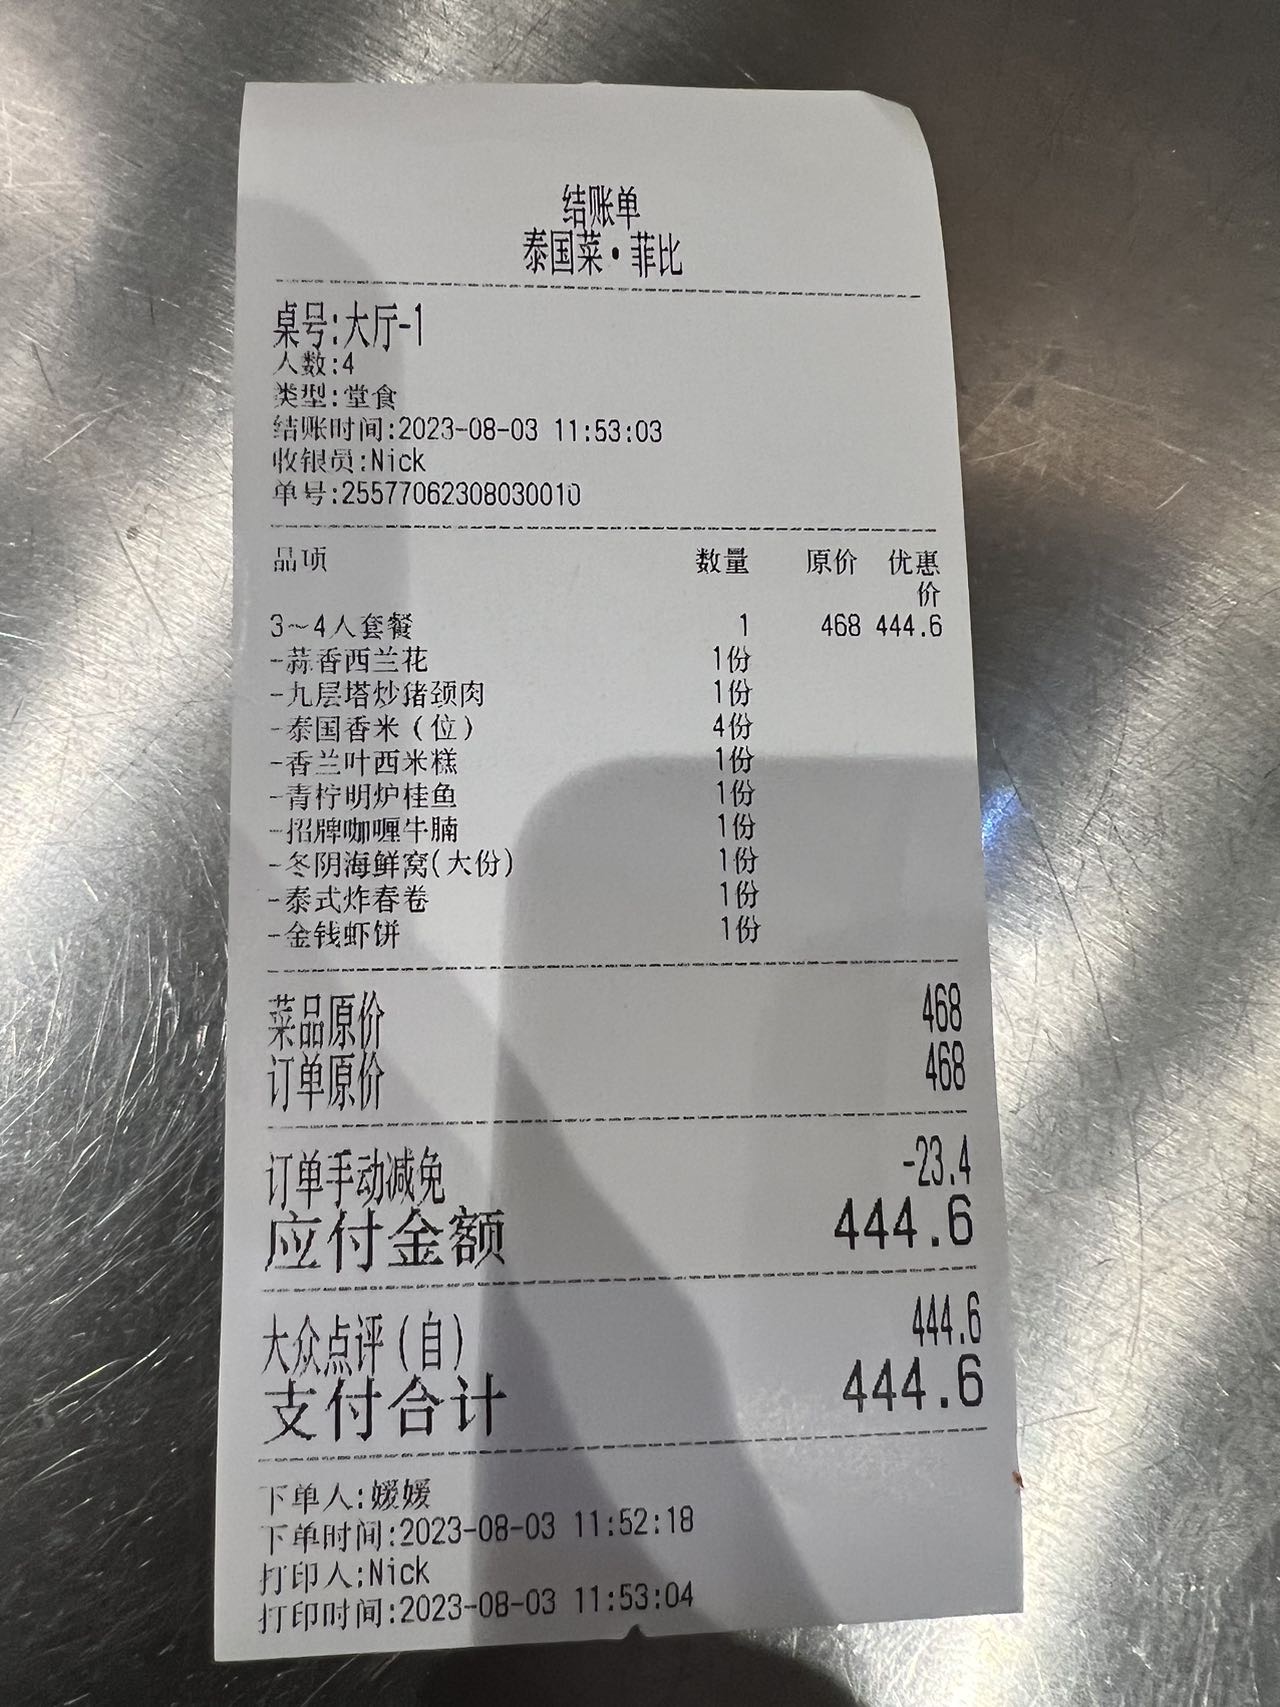 结账单
泰国菜·菲比
桌号:大厅-1
人数:4
类型:堂食
结账时间:2023-08-03 11:53:03
收银员:Nick
单号:25577062308030010
品项 数量 原价 优惠
价
3~4人套餐 1 468 444.6
-蒜香西兰花 1份
-九层塔炒猪颈肉 1份
-泰国香米(位) 4份
-香兰叶西米糕 1份
-青柠明炉桂鱼 1份
-招牌咖喱牛腩 1份
-冬阴海鲜窝(大份) 1份
-泰式炸春卷 1份
-金钱虾饼 1份
菜品原价 468
订单原价 468
订单手动减免 -23.4
应付金额 444.6
大众点评(自) 444.6
支付合计 444.6
下单人:媛媛
下单时间:2023-08-03 11:52:18
打印人:Nick
打印时间:2023-08-03 11:53:04